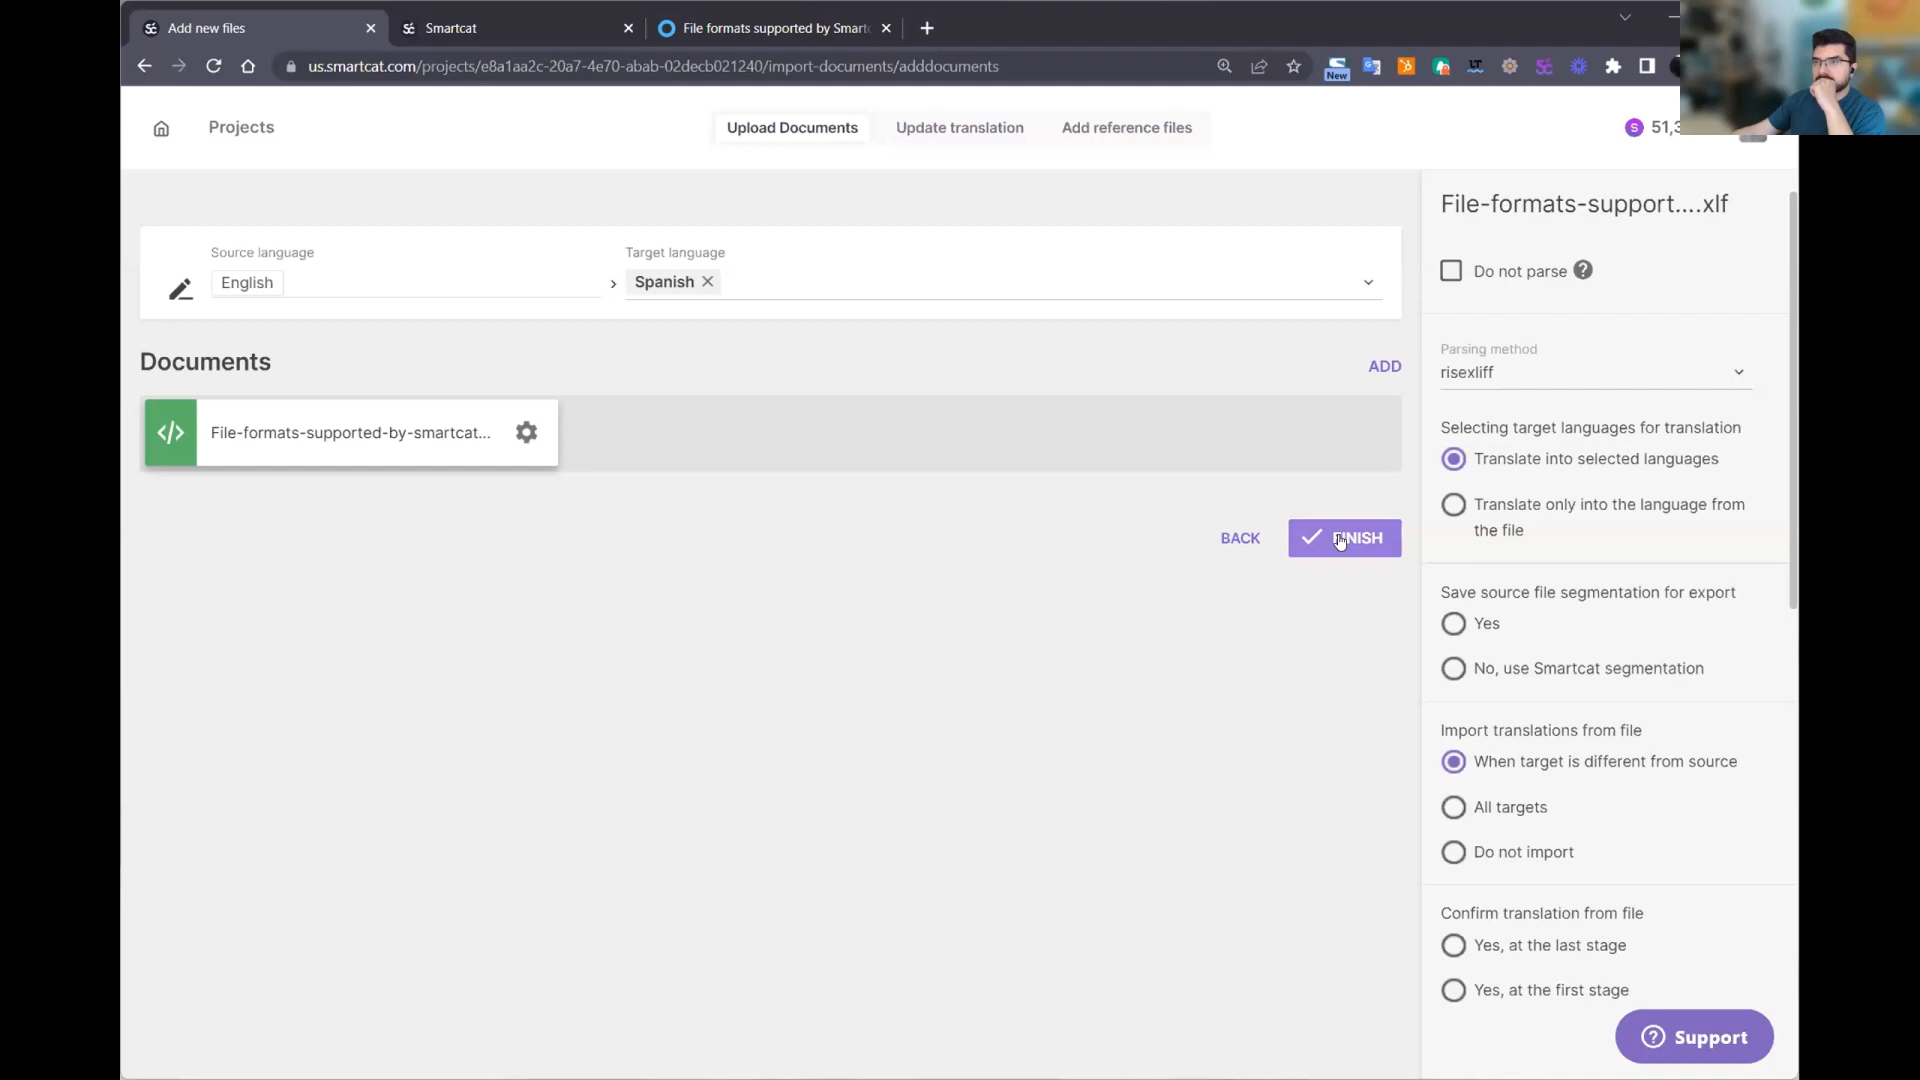 Add new files
Smartcat
File formats supported by Smartc
us.smartcat.com/projects/e8a1aa2c-20a7-4e70-abab-02decb021240/import-documents/adddocuments
New
LT
Projects
Upload Documents
Update translation
Add reference files
S
51,3
Source language
English
Target language
Spanish
Documents
ADD
File-formats-supported-by-smartcat...
BACK
FINISH
File-formats-support....xlf
Do not parse
Parsing method
risexliff
Selecting target languages for translation
Translate into selected languages
Translate only into the language from
the file
Save source file segmentation for export
Yes
No, use Smartcat segmentation
Import translations from file
When target is different from source
All targets
Do not import
Confirm translation from file
Yes, at the last stage
Yes, at the first stage
Support